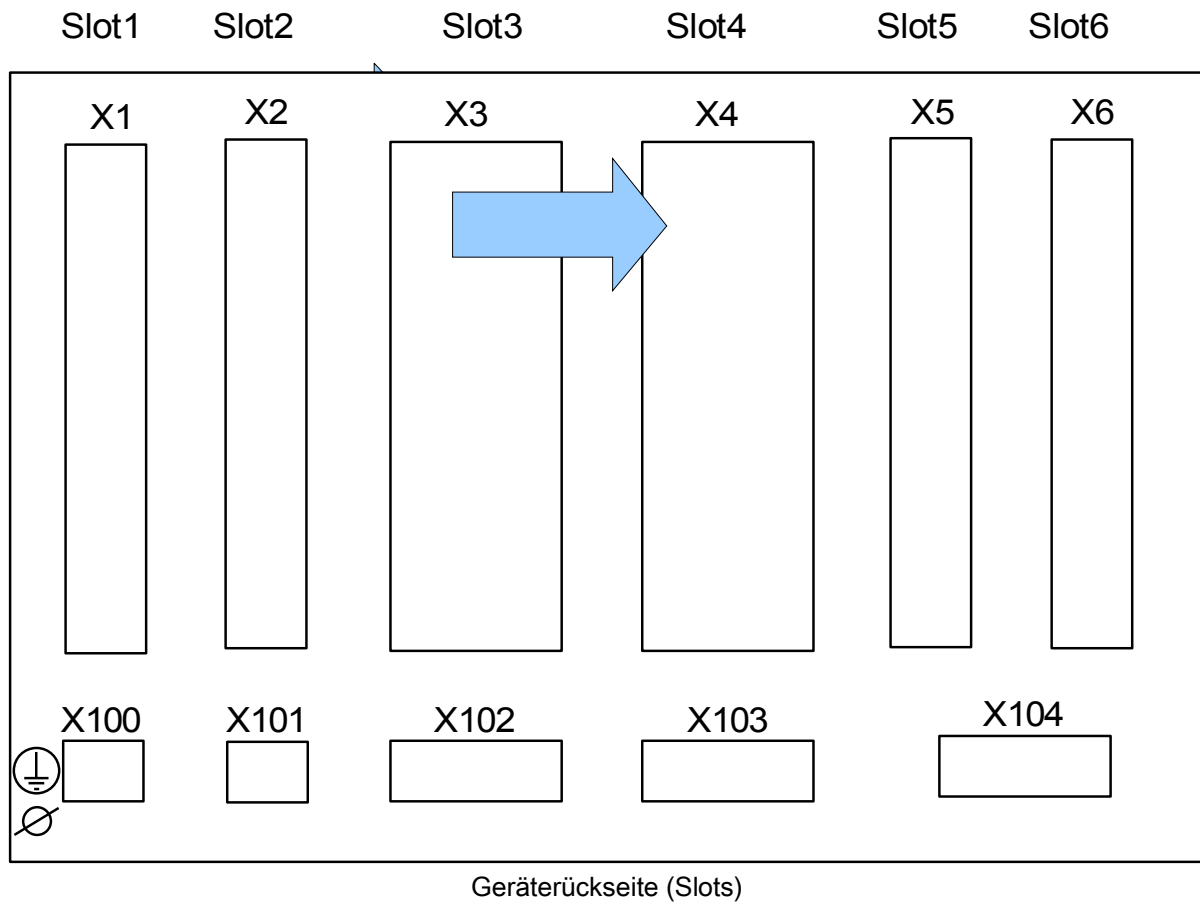 Slot1 Slot2 Slot3 Slot4 Slot5 Slot6
X1 X2 X3 X4 X5 X6
X100 X101 X102 X103 X104
Geräterückseite (Slots)